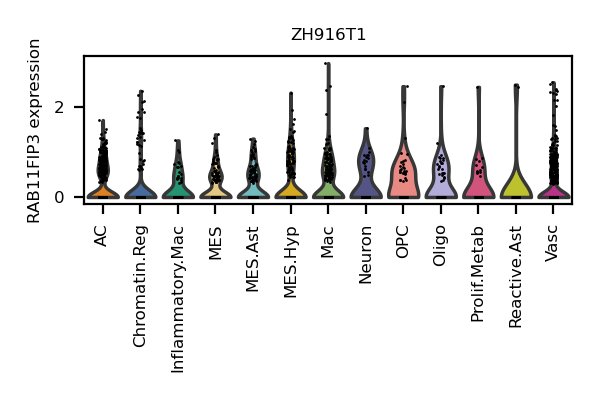 ZH916T1
RAB11FIP3 expression
2
0
AC
Chromatin.Reg
Inflammatory.Mac
MES
MES.Ast
MES.Hyp
Mac
Neuron
OPC
Oligo
Prolif.Metab
Reactive.Ast
Vasc